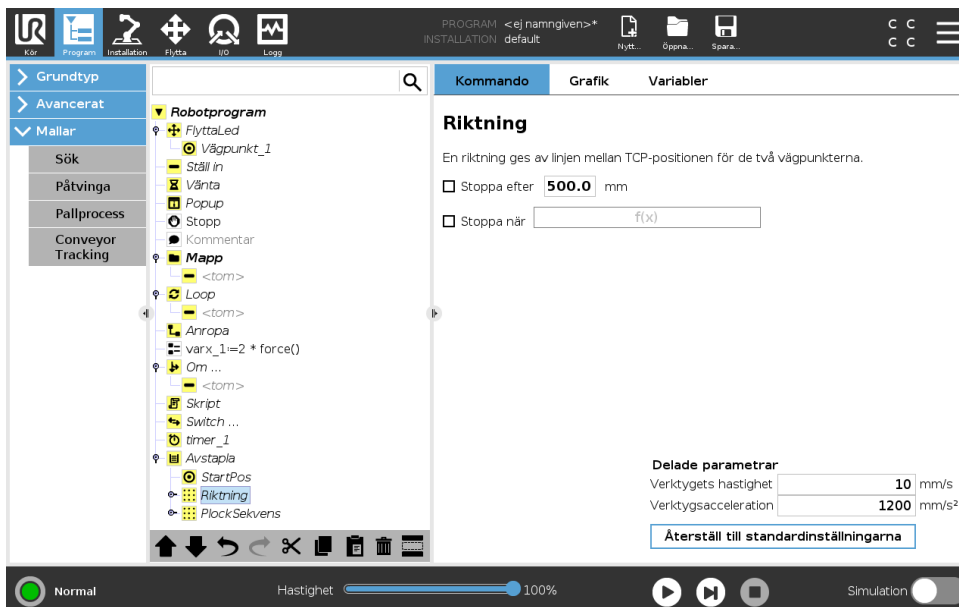 UR
PROGRAM <ej namngiven>*
INSTALLATION default
Kör
Program
Installation
Flytta
I/O
Logg
Nytt...
Öppna...
Spara...
C C
C C
Grundtyp
Avancerat
Mallar
Sök
Påtvinga
Pallprocess
Conveyor
Tracking
Robotprogram
FlyttaLed
Vägpunkt_1
Ställ in
Vänta
Popup
Stopp
Kommentar
Mapp
<tom>
Loop
<tom>
Anropa
varx_1:=2 * force()
Om ...
<tom>
Skript
Switch ...
timer_1
Avstapla
StartPos
Riktning
PlockSekvens
Kommando
Grafik
Variabler
Riktning
En riktning ges av linjen mellan TCP-positionen för de två vägpunkterna.
Stoppa efter 500.0 mm
Stoppa när f(x)
Delade parametrar
Verktygets hastighet 10 mm/s
Verktygsacceleration 1200 mm/s²
Återställ till standardinställningarna
Normal
Hastighet 100%
Simulation